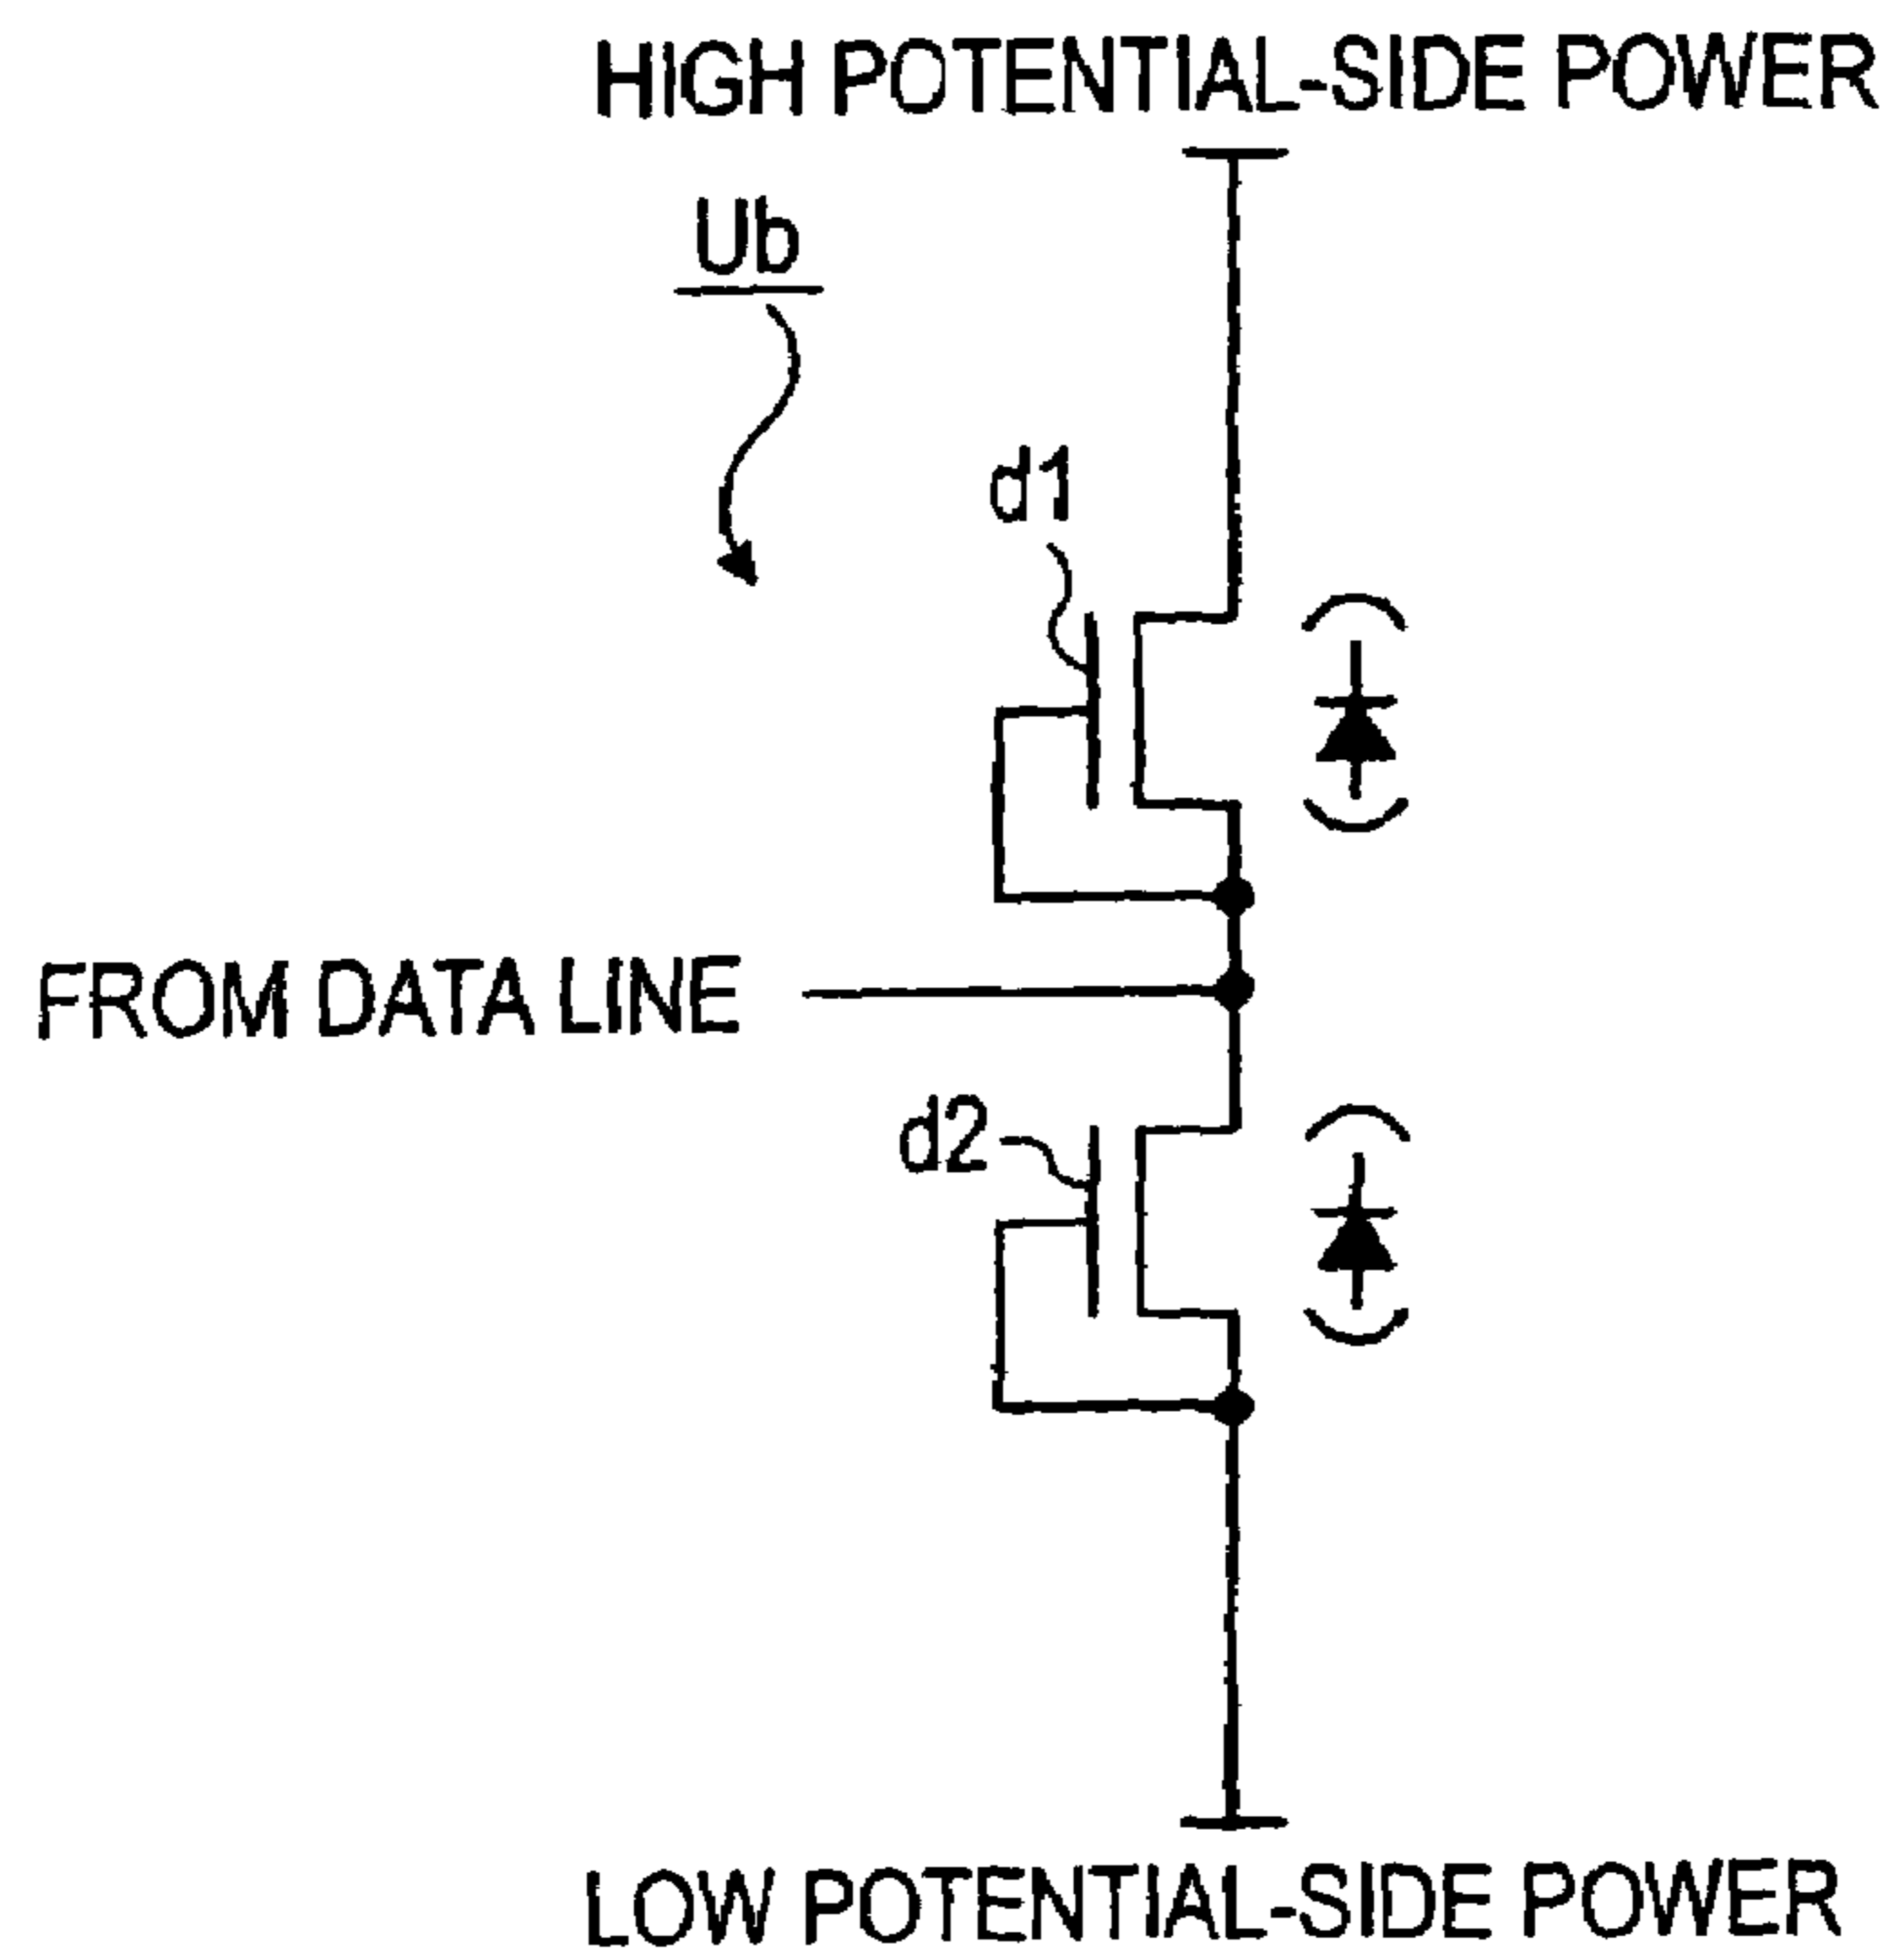 HIGH POTENTIAL-SIDE POWER
Ub
d1
FROM DATA LINE
d2
LOW POTENTIAL-SIDE POWER